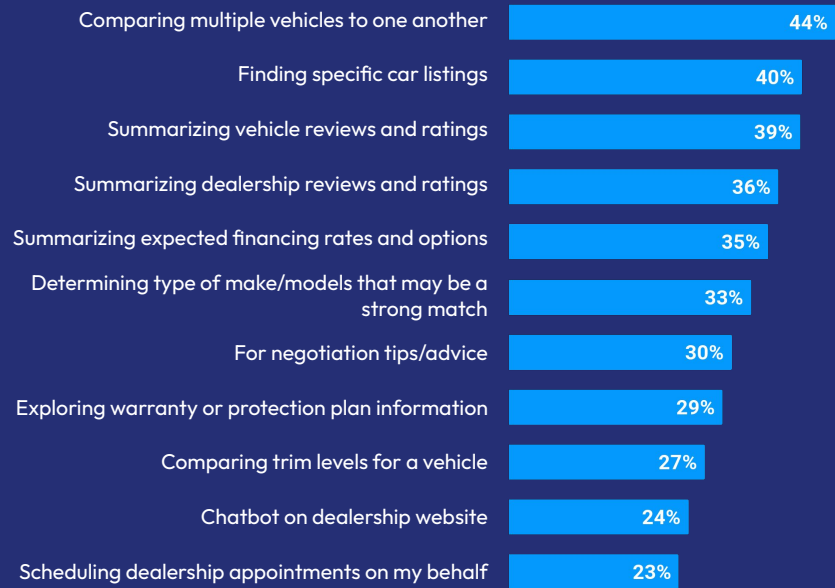 Comparing multiple vehicles to one another 44%
Finding specific car listings 40%
Summarizing vehicle reviews and ratings 39%
Summarizing dealership reviews and ratings 36%
Summarizing expected financing rates and options 35%
Determining type of make/models that may be a
strong match 33%
For negotiation tips/advice 30%
Exploring warranty or protection plan information 29%
Comparing trim levels for a vehicle 27%
Chatbot on dealership website 24%
Scheduling dealership appointments on my behalf 23%